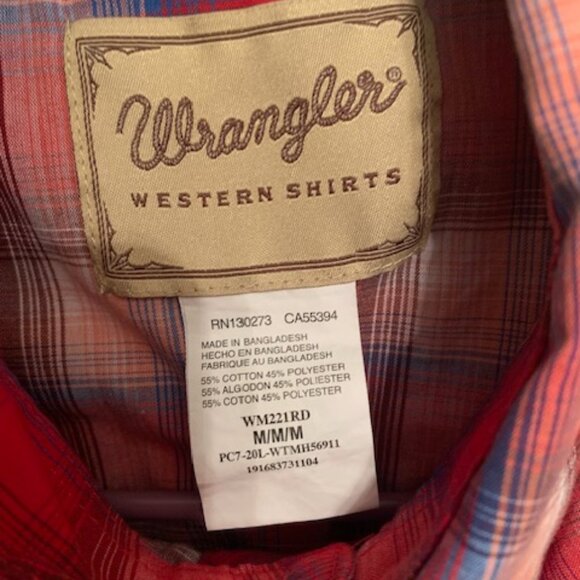 Wrangler®
WESTERN SHIRTS
RN130273 CA55394
MADE IN BANGLADESH
HECHO EN BANGLADESH
FABRIQUE AU BANGLADESH
55% COTTON 45% POLYESTER
55% ALGODON 45% POLIESTER
55% COTON 45% POLYESTER
WM221RD
M/M/M
PC7-20L-WTMH56911
191683731104